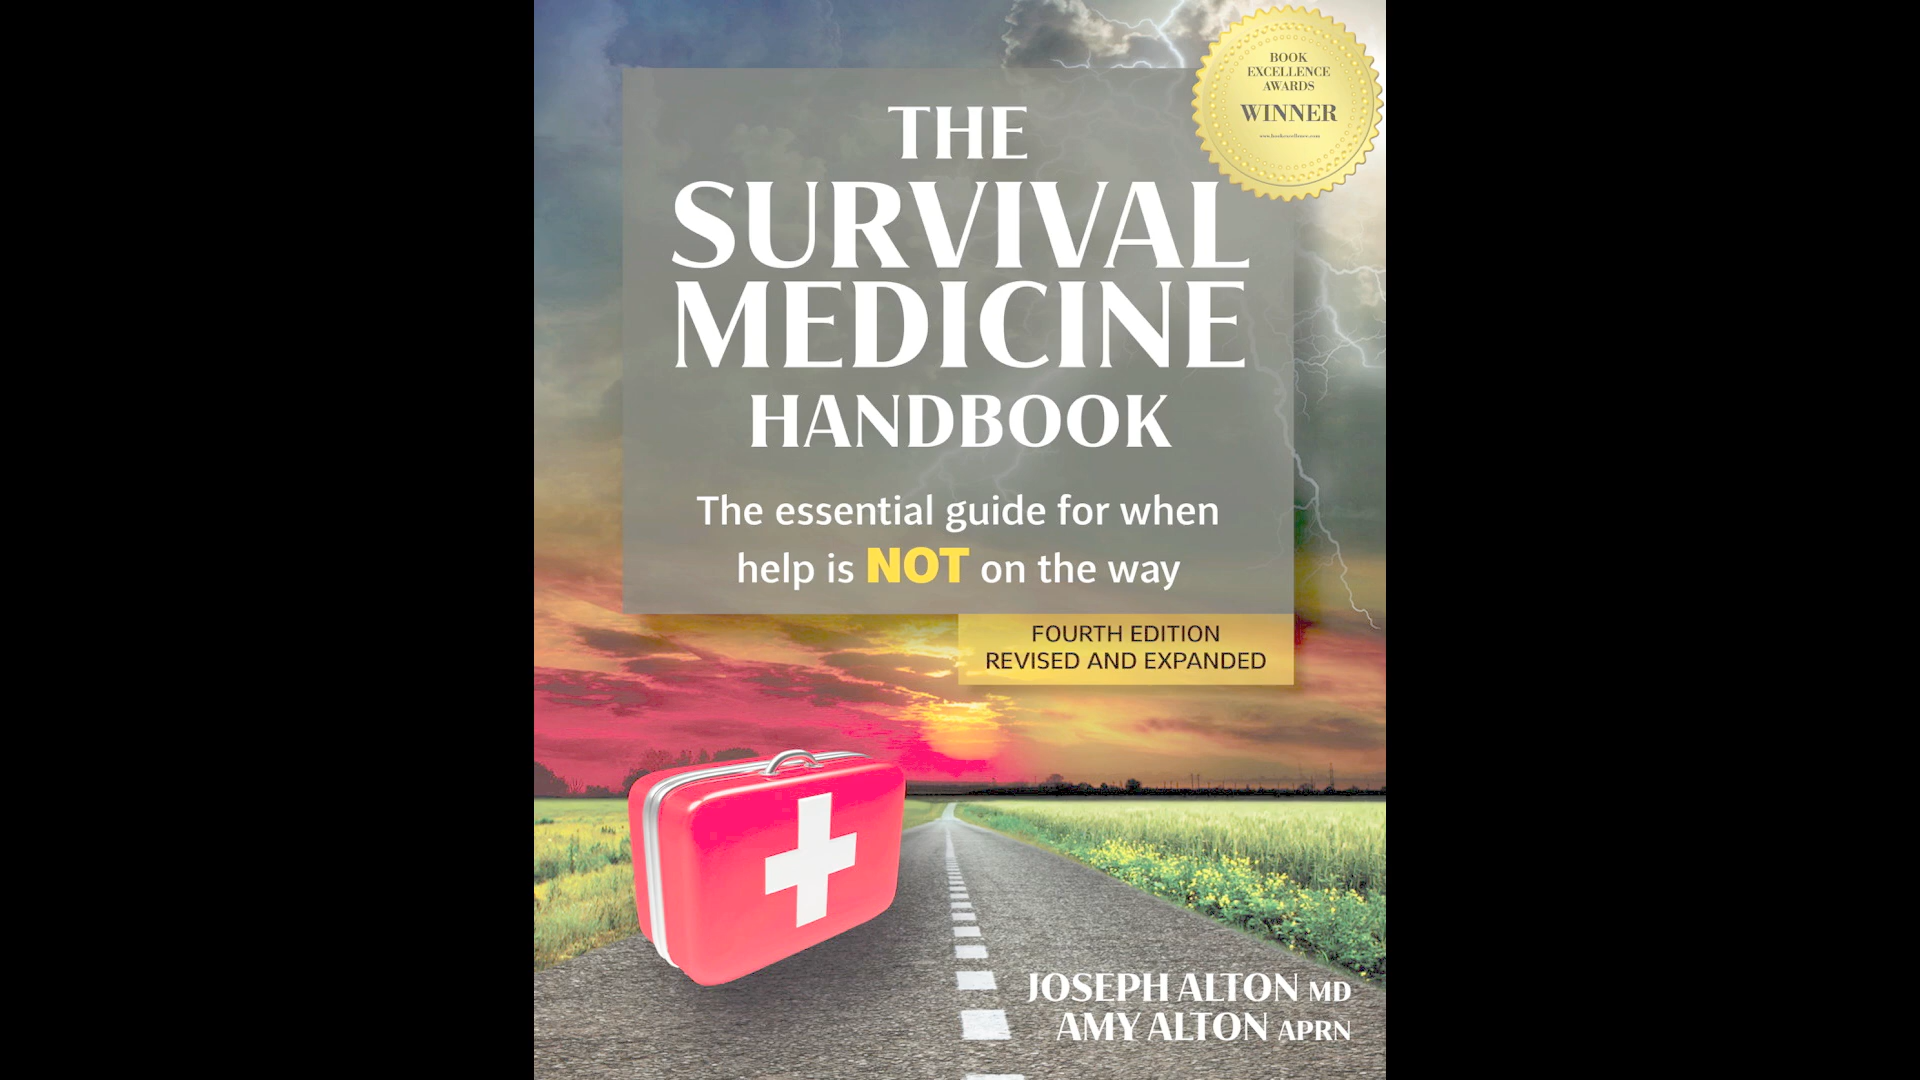 BOOK
EXCELLENCE
AWARDS
WINNER
THE
SURVIVAL
MEDICINE
HANDBOOK
The essential guide for when
help is NOT on the way
FOURTH EDITION
REVISED AND EXPANDED
JOSEPH ALTON MD
AMY ALTON APRN